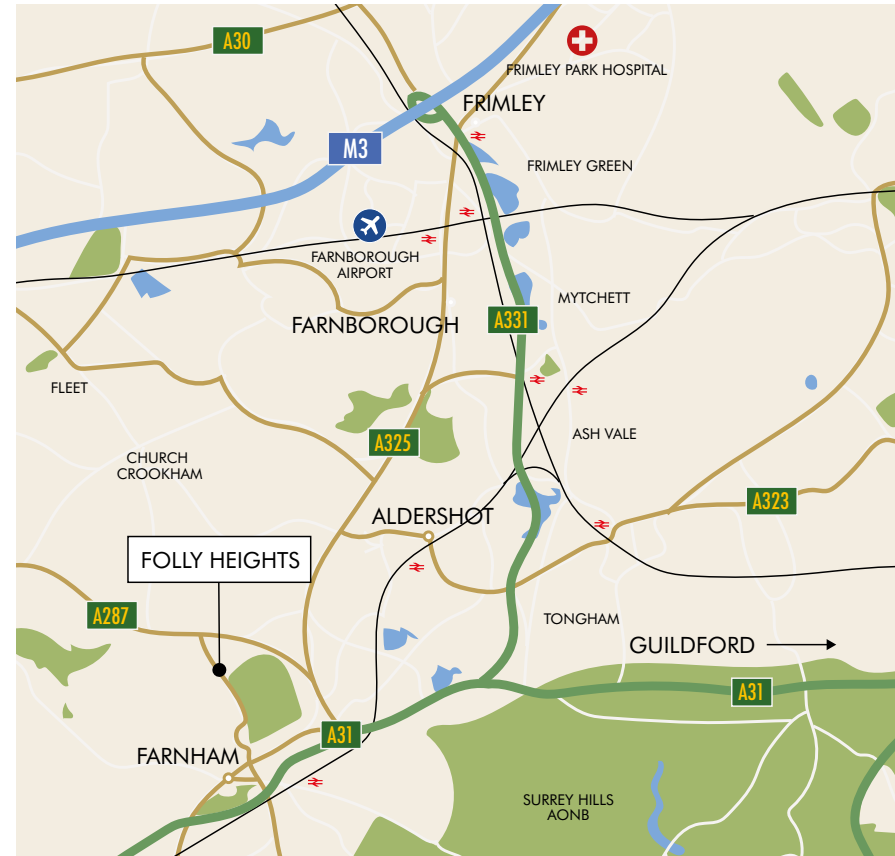 A30
FRIMLEY PARK HOSPITAL
FRIMLEY
M3
FRIMLEY GREEN
FARNBOROUGH
AIRPORT
MYTCHETT
FARNBOROUGH
A331
FLEET
A325
ASH VALE
CHURCH
CROOKHAM
A323
ALDERSHOT
FOLLY HEIGHTS
A287
TONGHAM
GUILDFORD
A31
A31
FARNHAM
SURREY HILLS
AONB